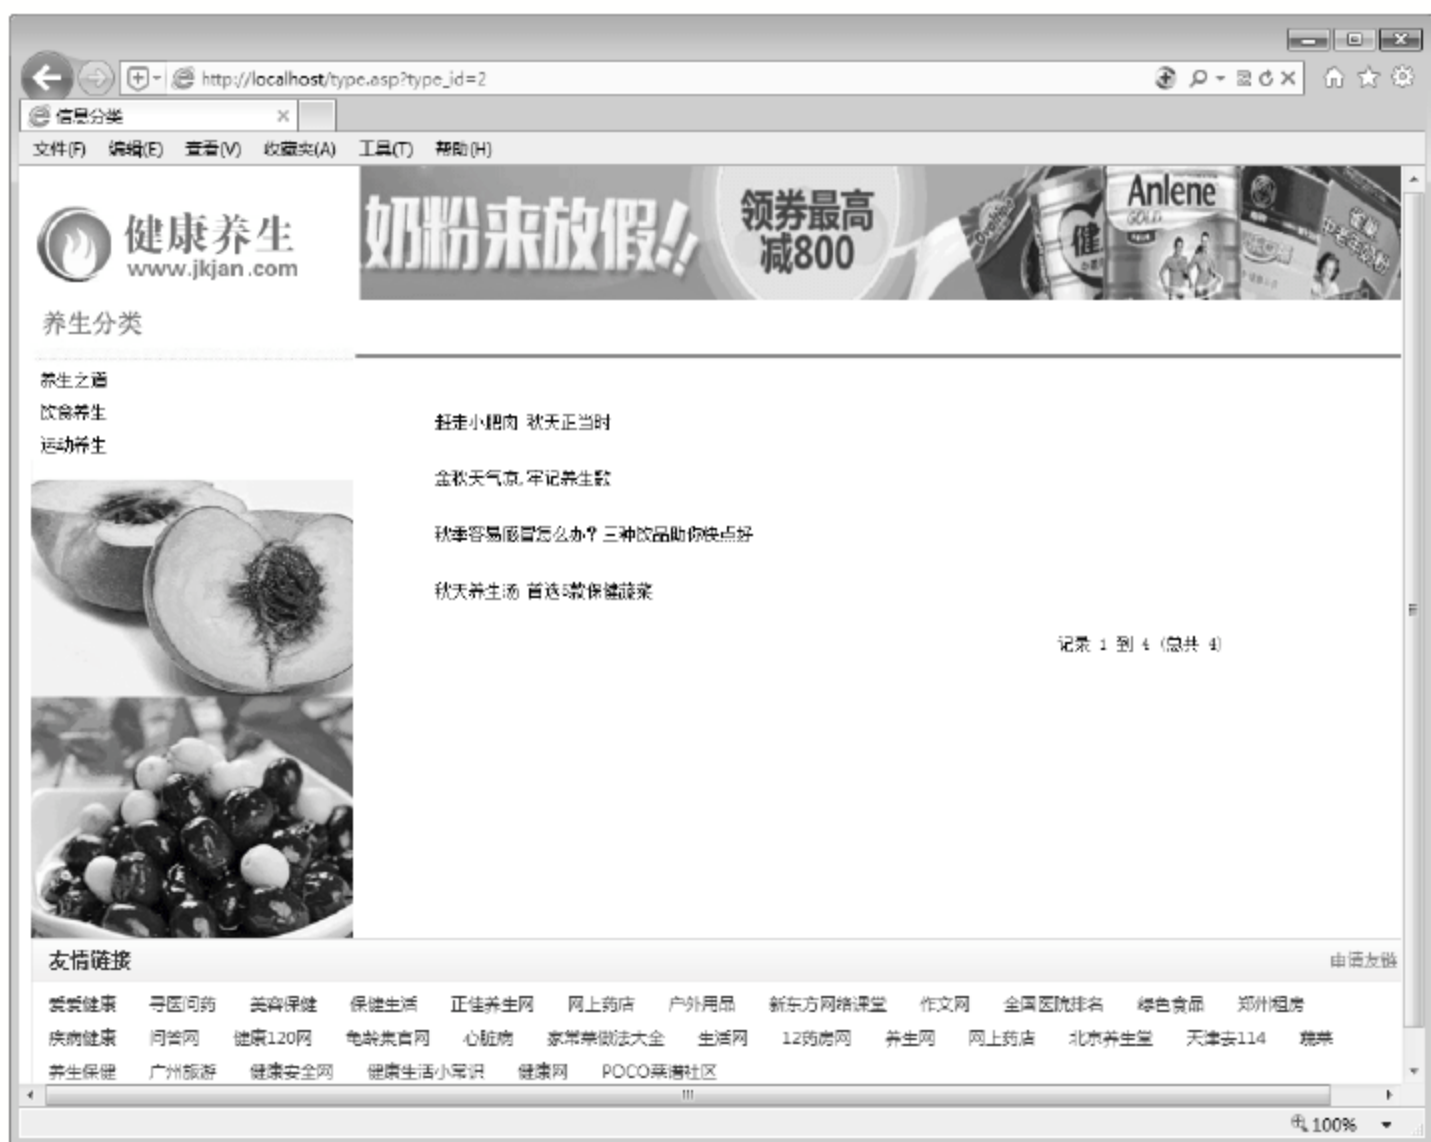 http://localhost/type.asp?type_id=2
信息分类
文件(F) 编辑(E) 查看(V) 收藏夹(A) 工具(T) 帮助(H)
健康养生
www.jkjan.com
奶粉来放假!!
领券最高
减800
Anlene
GOLD
健
养生分类
养生之道
饮食养生
运动养生
赶走小肥肉 秋天正当时
金秋天气凉,牢记养生歌
秋季容易感冒怎么办? 三种饮品助你快点好
秋天养生汤 首选5款保健蔬菜
记录 1 到 4 (总共 4)
友情链接 申请友链
爱爱健康 寻医问药 美容保健 保健生活 正佳养生网 网上药店 户外用品 新东方网络课堂 作文网 全国医院排名 绿色食品 郑州租房
疾病健康 问答网 健康120网 龟龄集官网 心脏病 家常菜做法大全 生活网 12药房网 养生网 网上药店 北京养生堂 天津去114 蔬菜
养生保健 广州旅游 健康安全网 健康生活小常识 健康网 POCO菜谱社区
100%